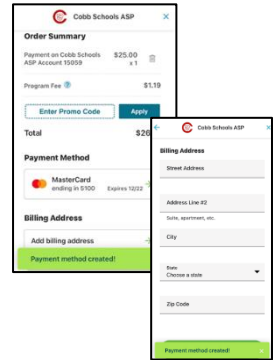 Cobb Schools ASP
Order Summary
Payment on Cobb Schools $25.00
ASP Account 15059 x 1
Program Fee $1.19
Enter Promo Code Apply
Total $26
Payment Method
MasterCard
ending in 5100 Expires 12/22
Billing Address
Add billing address
Payment method created!
Cobb Schools ASP
Billing Address
Street Address
Address Line #2
Suite, apartment, etc.
City
State
Choose a state
Zip Code
Payment method created!